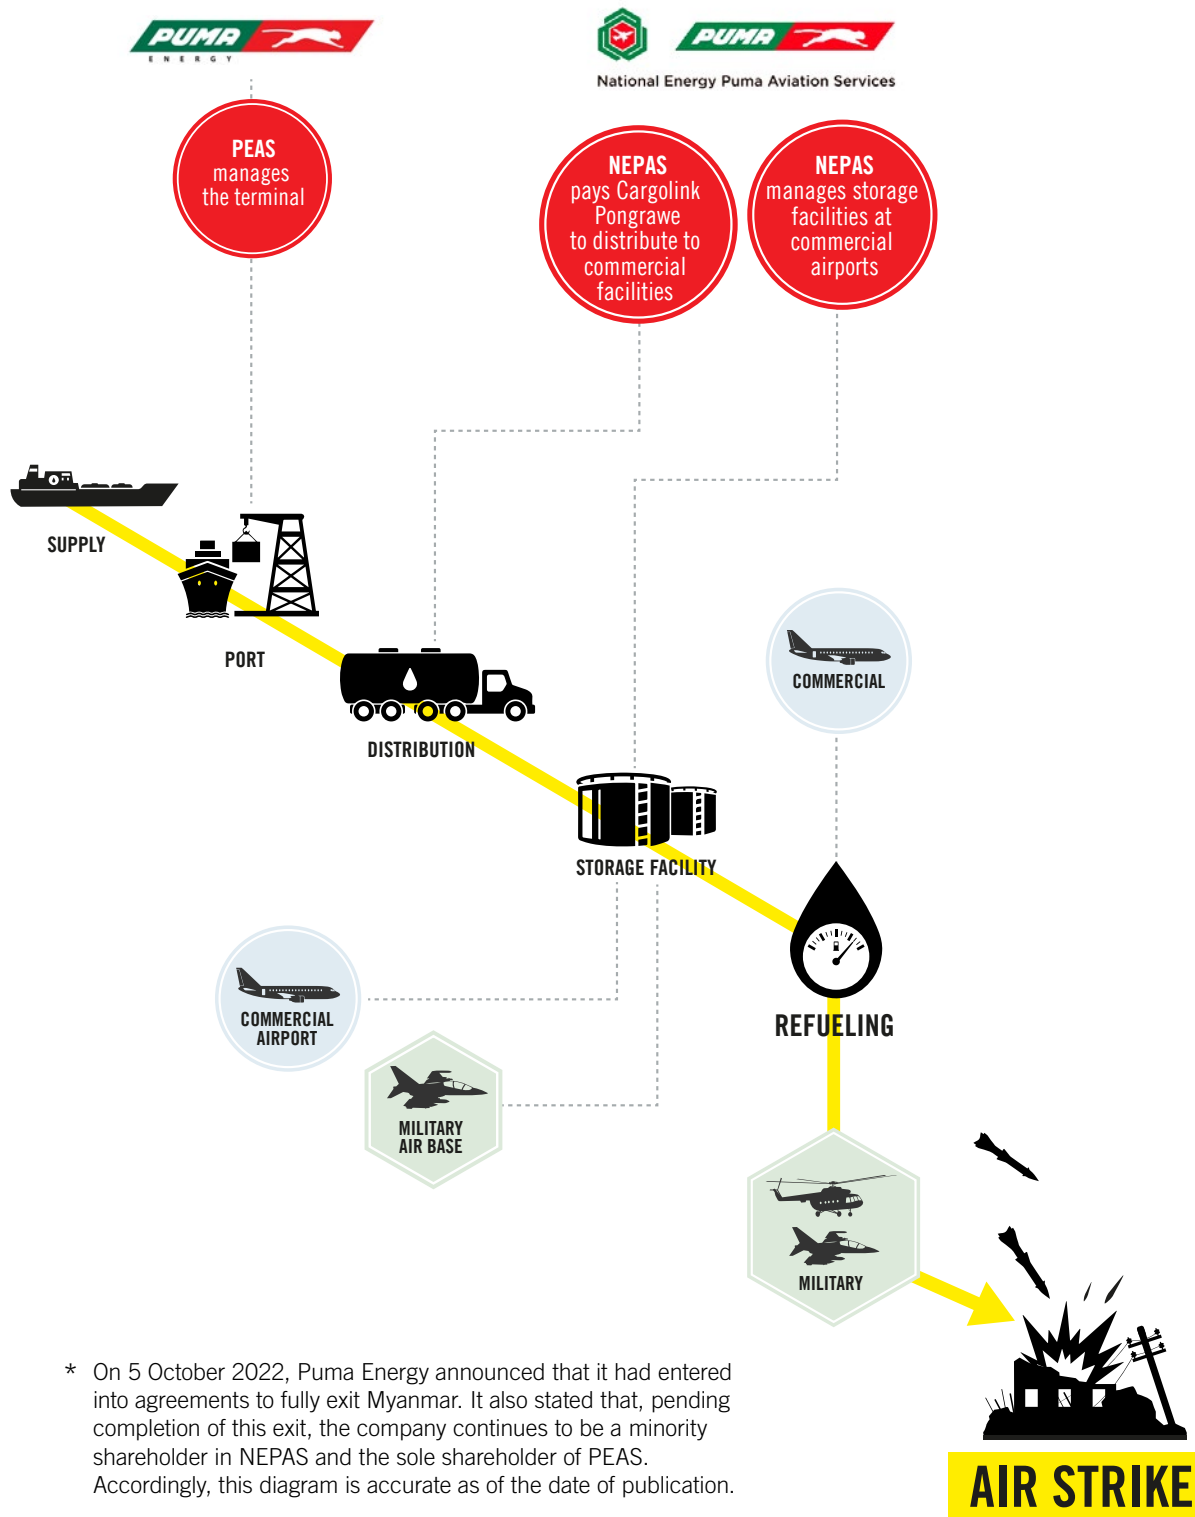 PUMA
ENERGY
PUMA
National Energy Puma Aviation Services
PEAS
manages
the terminal
NEPAS
pays Cargolink
Pongrawe
to distribute to
commercial
facilities
NEPAS
manages storage
facilities at
commercial
airports
SUPPLY
PORT
DISTRIBUTION
COMMERCIAL
STORAGE FACILITY
COMMERCIAL
AIRPORT
REFUELING
MILITARY
AIR BASE
MILITARY
* On 5 October 2022, Puma Energy announced that it had entered
into agreements to fully exit Myanmar. It also stated that, pending
completion of this exit, the company continues to be a minority
shareholder in NEPAS and the sole shareholder of PEAS.
Accordingly, this diagram is accurate as of the date of publication.
AIR STRIKE